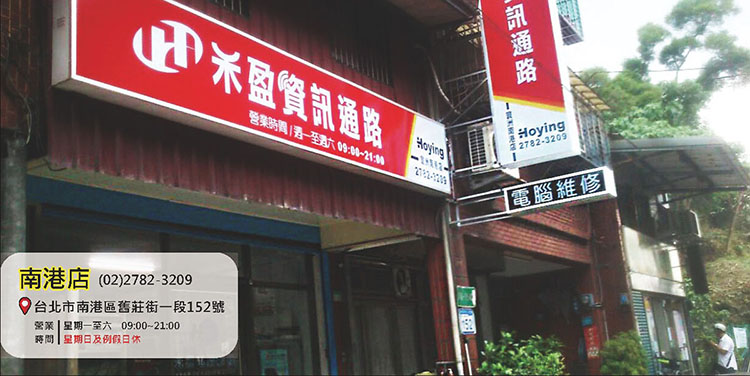 禾盈資訊通路
營業時間/週一至週六 09:00~21:00
Hoying
2782-3209
資訊通路
Hoying
2782-3209
電腦維修
南港店 (02)2782-3209
台北市南港區舊莊街一段152號
營業時間 星期一至六 09:00~21:00
星期日及例假日休